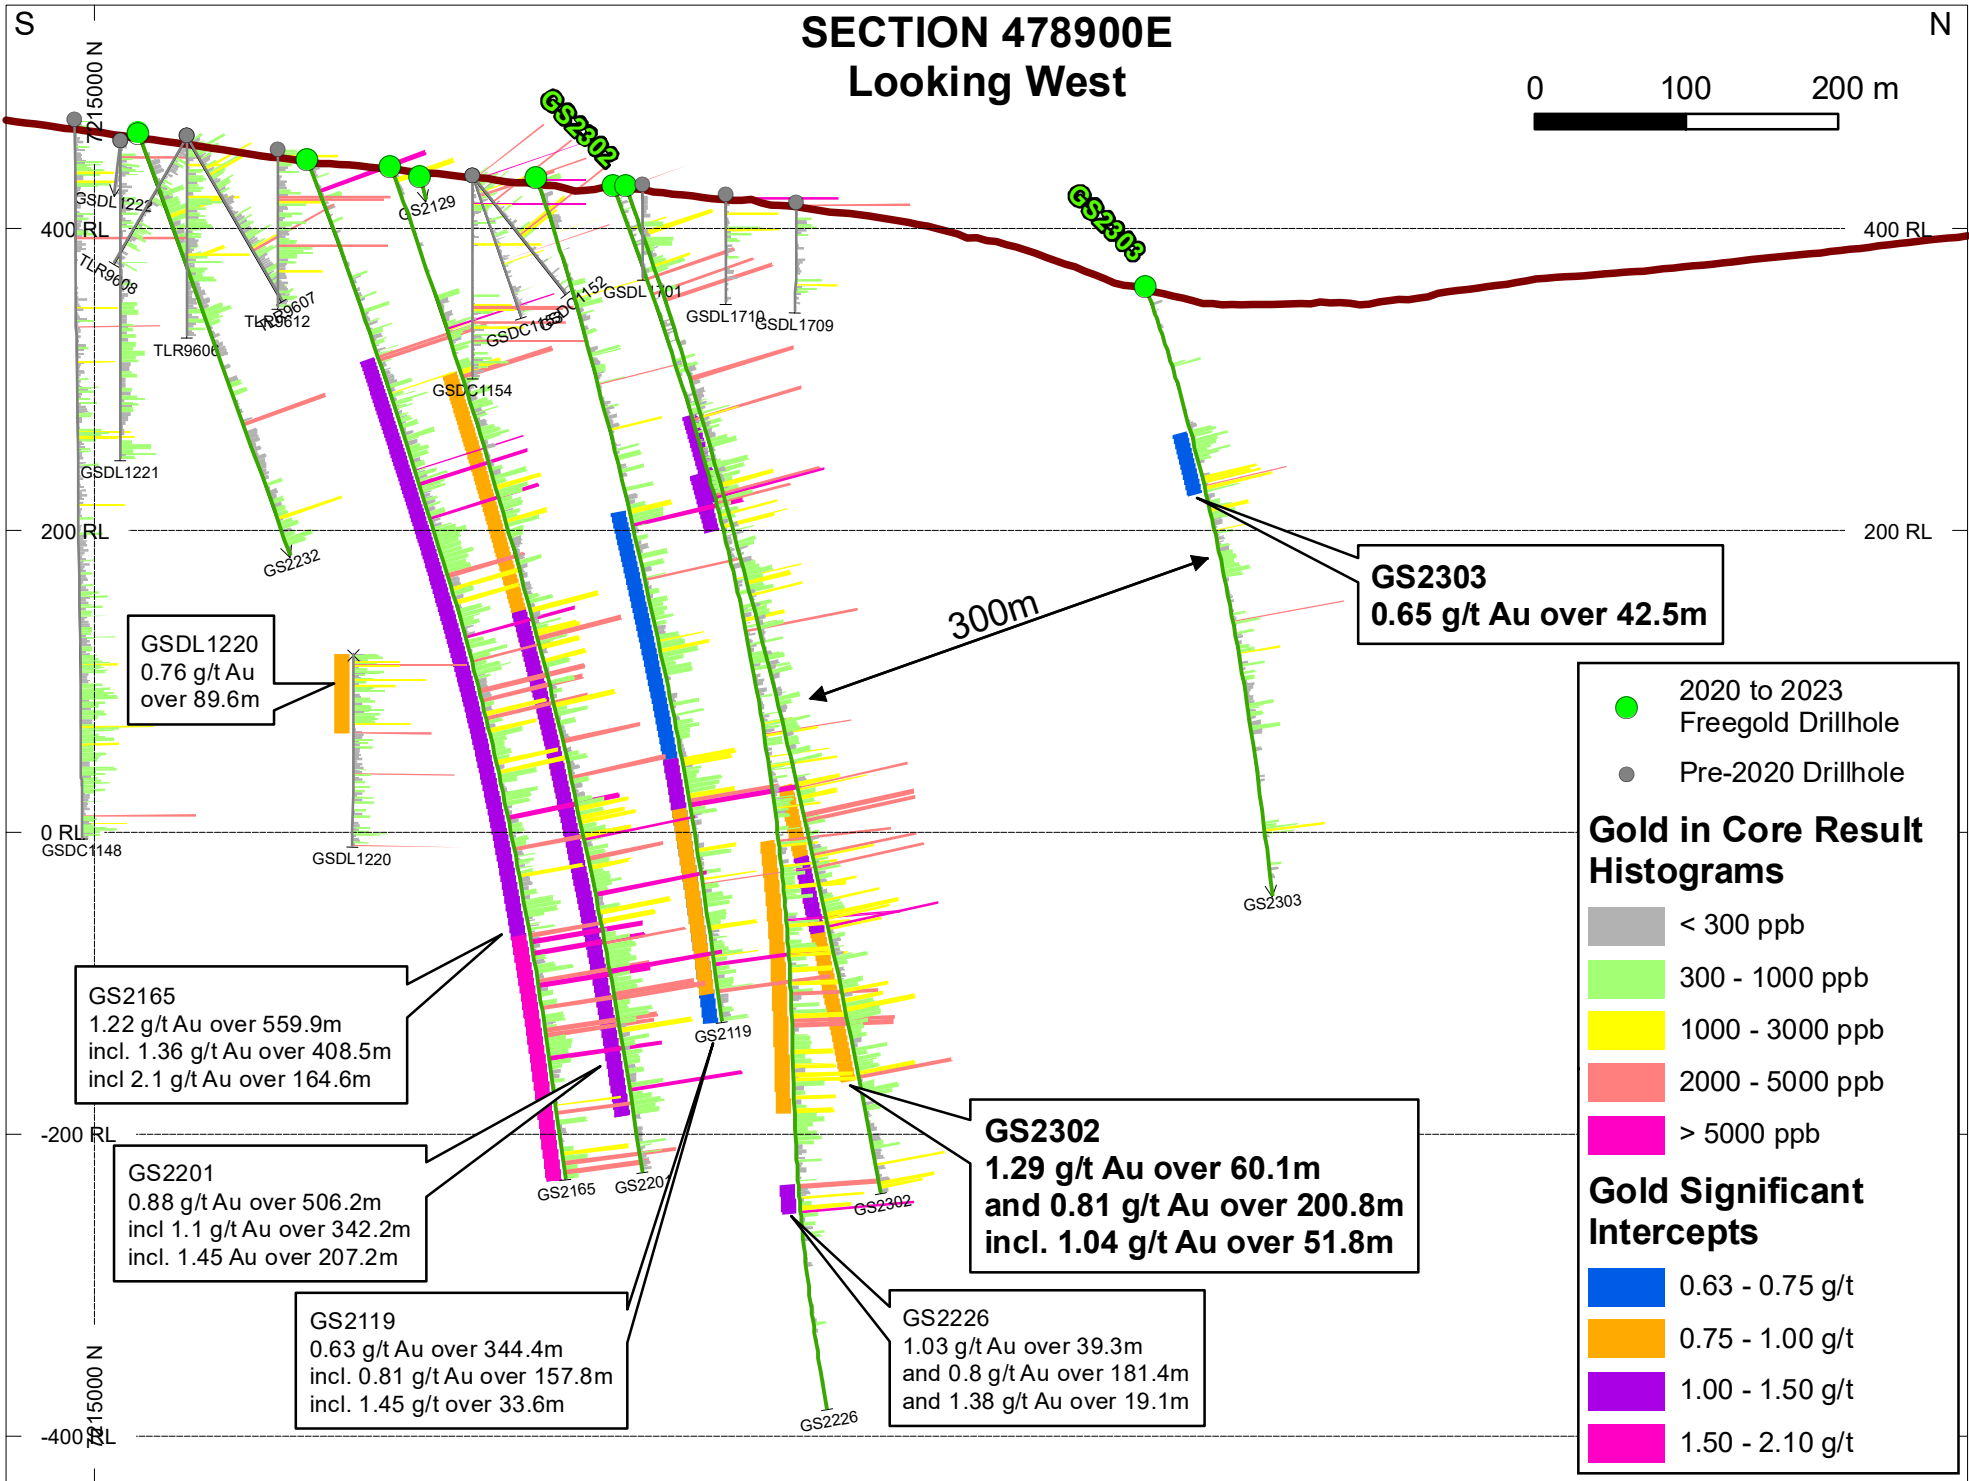 S
SECTION 478900E
Looking West
N
0 100 200 m
7215000 N
GS2302
GS2303
GSDL1222
GS2129
400 RL
400 RL
TLR9608
TLR9607
TLR9612
TLR9606
GSDC1153
GSDC1152
GSDL1701
GSDL1710
GSDL1709
GSDC1154
GSDL1221
200 RL
200 RL
GS2232
300m
GS2303
0.65 g/t Au over 42.5m
GSDL1220
0.76 g/t Au
over 89.6m
0 RL
GSDC1148
GSDL1220
GS2303
GS2165
1.22 g/t Au over 559.9m
incl. 1.36 g/t Au over 408.5m
incl 2.1 g/t Au over 164.6m
GS2119
-200 RL
GS2165
GS2201
GS2302
GS2201
0.88 g/t Au over 506.2m
incl 1.1 g/t Au over 342.2m
incl. 1.45 Au over 207.2m
GS2302
1.29 g/t Au over 60.1m
and 0.81 g/t Au over 200.8m
incl. 1.04 g/t Au over 51.8m
GS2119
0.63 g/t Au over 344.4m
incl. 0.81 g/t Au over 157.8m
incl. 1.45 g/t over 33.6m
GS2226
1.03 g/t Au over 39.3m
and 0.8 g/t Au over 181.4m
and 1.38 g/t Au over 19.1m
GS2226
7215000 N
-400 RL
2020 to 2023
Freegold Drillhole
Pre-2020 Drillhole
Gold in Core Result
Histograms
< 300 ppb
300 - 1000 ppb
1000 - 3000 ppb
2000 - 5000 ppb
> 5000 ppb
Gold Significant
Intercepts
0.63 - 0.75 g/t
0.75 - 1.00 g/t
1.00 - 1.50 g/t
1.50 - 2.10 g/t